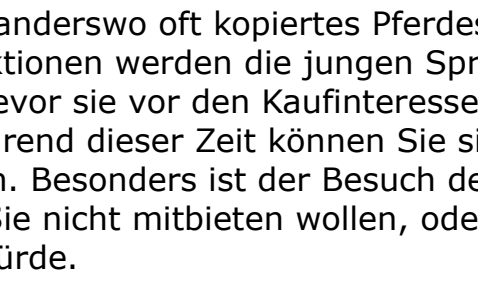 anderswo oft kopiertes Pferdes
ktionen werden die jungen Spr
evor sie vor den Kaufinteresse
rend dieser Zeit können Sie si
n. Besonders ist der Besuch de
Sie nicht mitbieten wollen, ode
ürde.